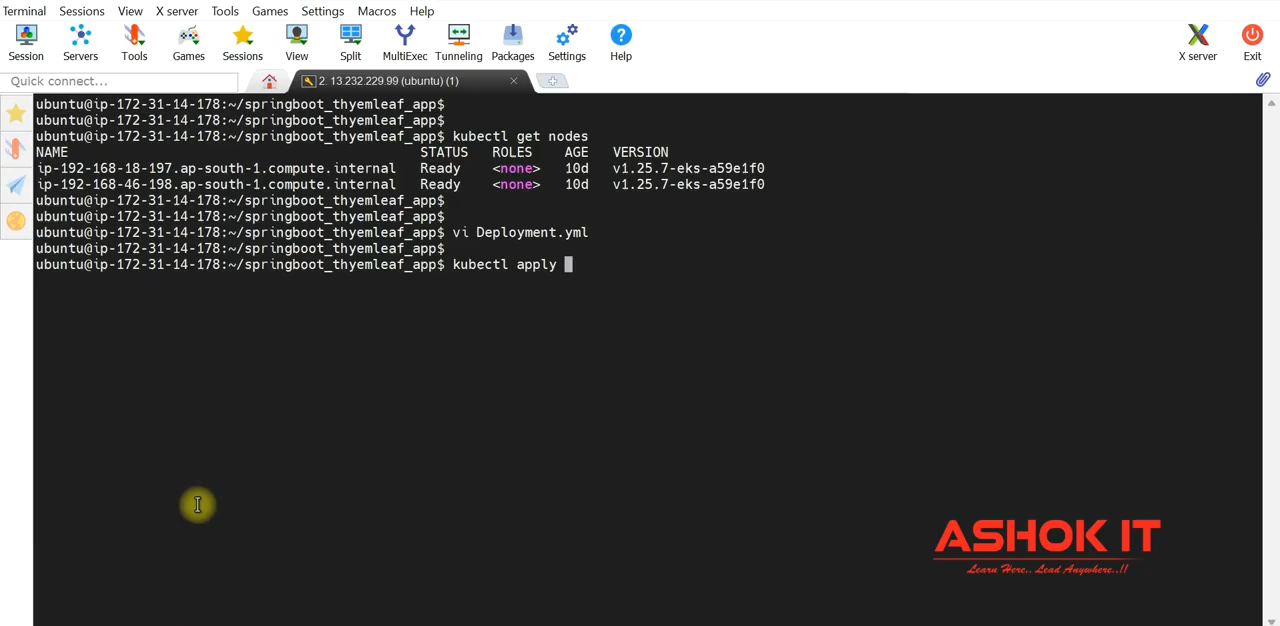 Terminal Sessions View X server Tools Games Settings Macros Help
Session Servers Tools Games Sessions View Split MultiExec Tunneling Packages Settings Help X server Exit
Quick connect... 2. 13.232.229.99 (ubuntu) (1)
ubuntu@ip-172-31-14-178:~/springboot_thyemleaf_app$
ubuntu@ip-172-31-14-178:~/springboot_thyemleaf_app$
ubuntu@ip-172-31-14-178:~/springboot_thyemleaf_app$ kubectl get nodes
NAME STATUS ROLES AGE VERSION
ip-192-168-18-197.ap-south-1.compute.internal Ready <none> 10d v1.25.7-eks-a59e1f0
ip-192-168-46-198.ap-south-1.compute.internal Ready <none> 10d v1.25.7-eks-a59e1f0
ubuntu@ip-172-31-14-178:~/springboot_thyemleaf_app$
ubuntu@ip-172-31-14-178:~/springboot_thyemleaf_app$
ubuntu@ip-172-31-14-178:~/springboot_thyemleaf_app$ vi Deployment.yml
ubuntu@ip-172-31-14-178:~/springboot_thyemleaf_app$
ubuntu@ip-172-31-14-178:~/springboot_thyemleaf_app$ kubectl apply
ASHOK IT
Learn Here.. Lead Anywhere..!!